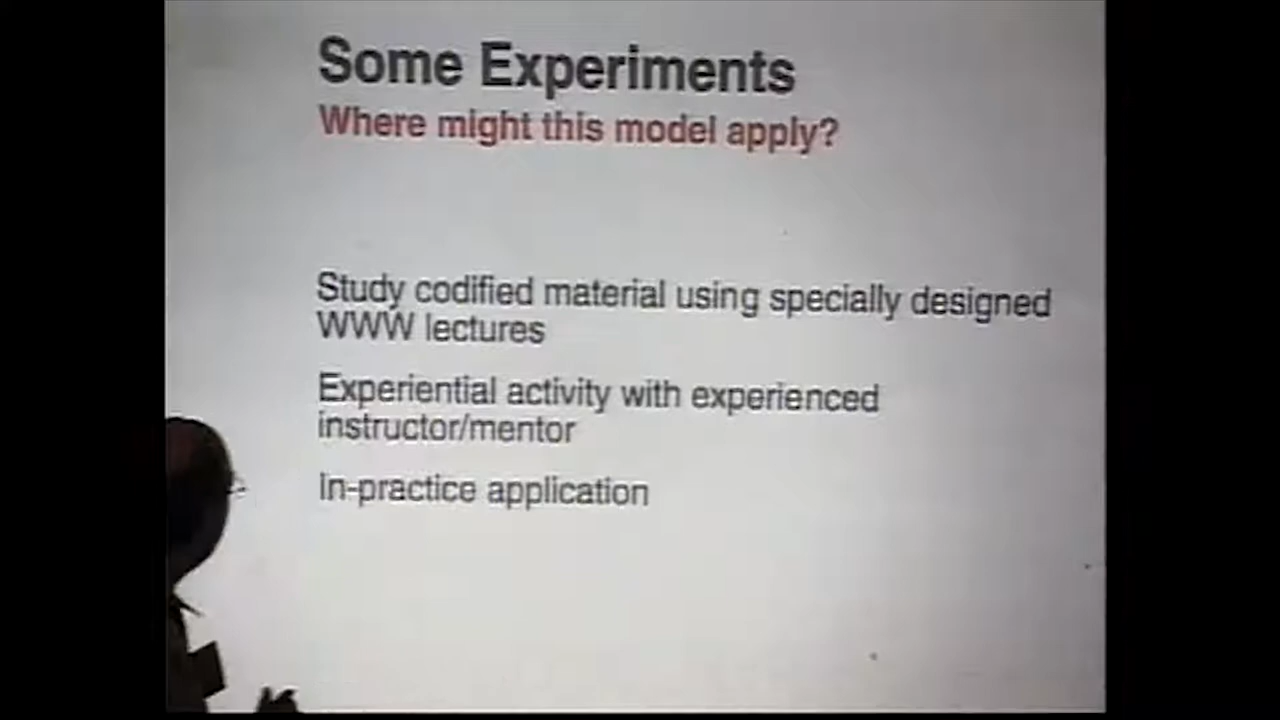 Some Experiments
Where might this model apply?
Study codified material using specially designed
WWW lectures
Experiential activity with experienced
instructor/mentor
In-practice application